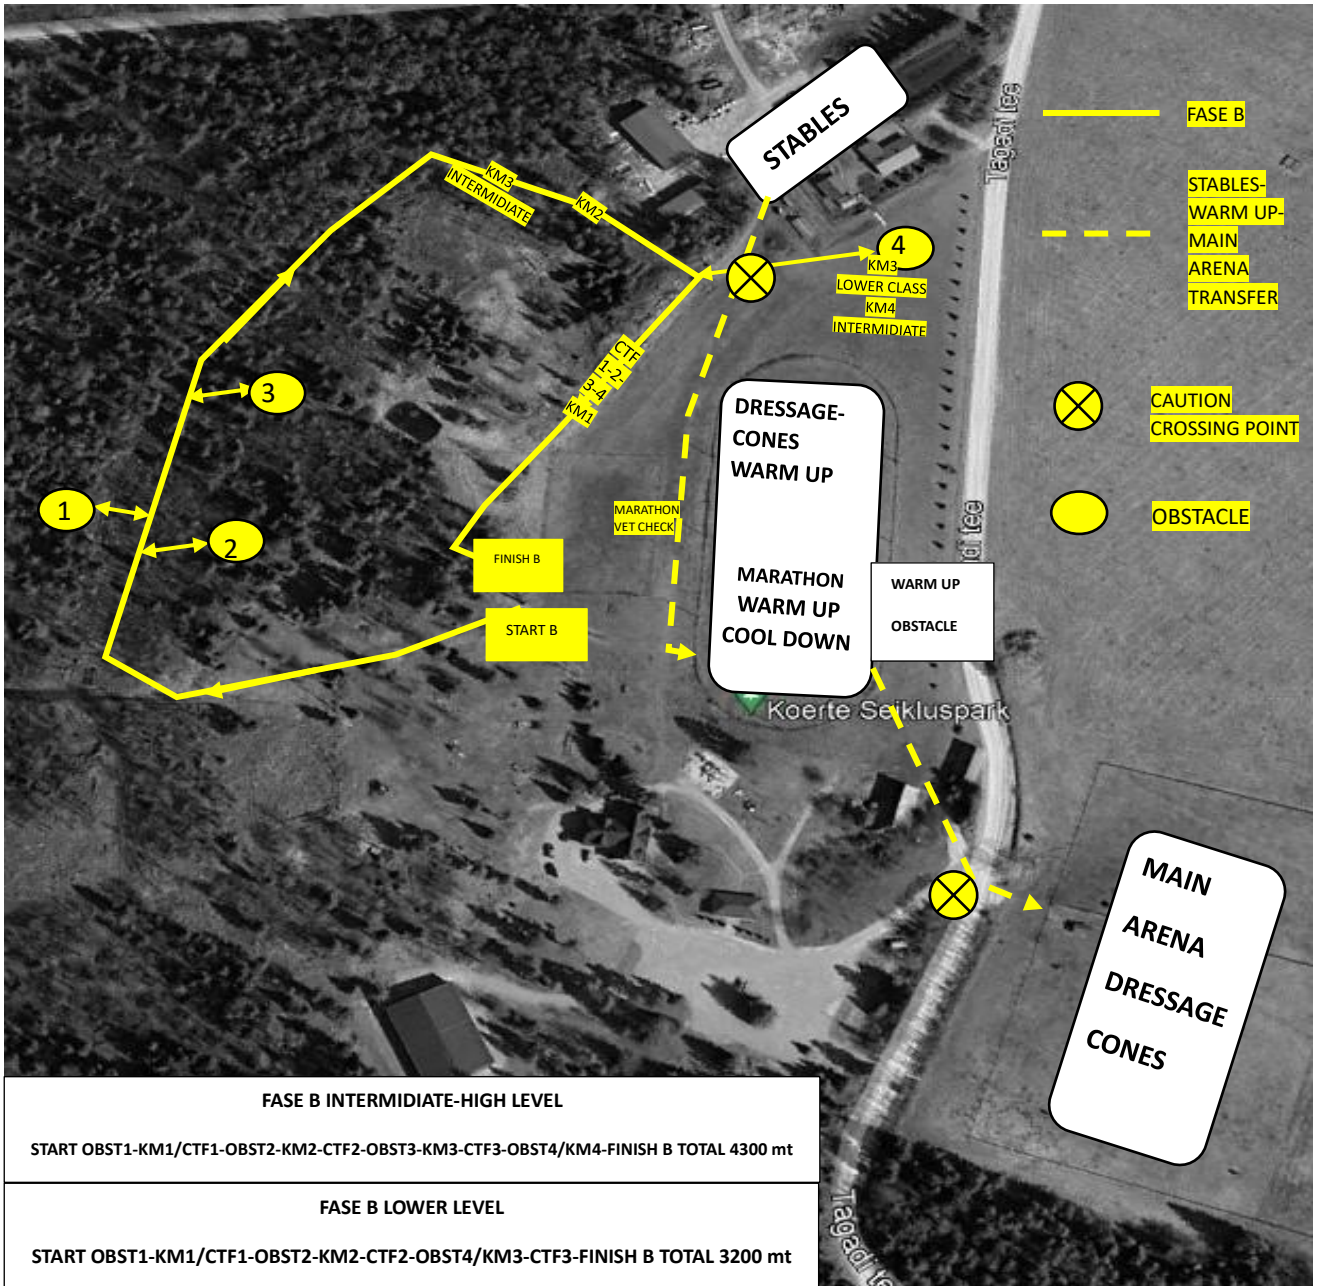 STABLES
Tagadi tee
FASE B
STABLES-
WARM UP-
MAIN
ARENA
TRANSFER
CAUTION
CROSSING POINT
OBSTACLE
KM3
INTERMIDIATE
KM2
4
KM3
LOWER CLASS
KM4
INTERMIDIATE
CTF
1-2-
3-4
KM1
3
1
2
DRESSAGE-
CONES
WARM UP
MARATHON
WARM UP
COOL DOWN
MARATHON
VET CHECK
WARM UP
OBSTACLE
FINISH B
START B
Koerte Seikluspark
MAIN
ARENA
DRESSAGE
CONES
FASE B INTERMIDIATE-HIGH LEVEL
START OBST1-KM1/CTF1-OBST2-KM2-CTF2-OBST3-KM3-CTF3-OBST4/KM4-FINISH B TOTAL 4300 mt
FASE B LOWER LEVEL
START OBST1-KM1/CTF1-OBST2-KM2-CTF2-OBST4/KM3-CTF3-FINISH B TOTAL 3200 mt